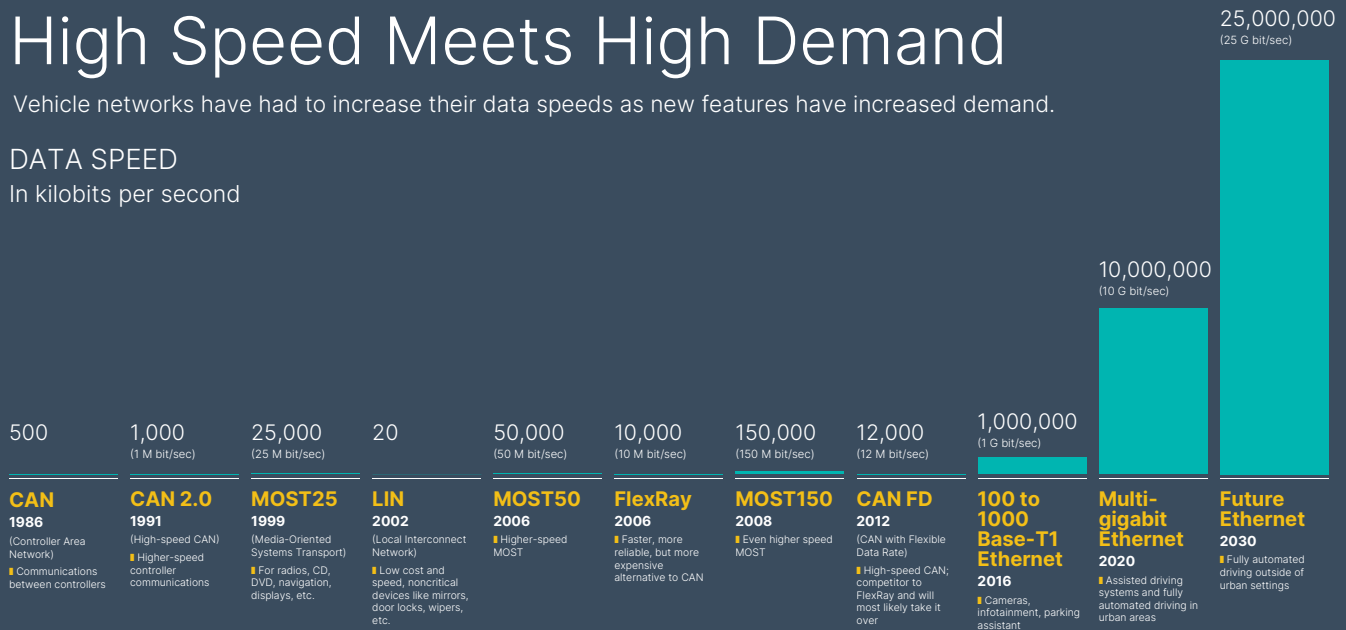 High Speed Meets High Demand
Vehicle networks have had to increase their data speeds as new features have increased demand.
DATA SPEED
In kilobits per second
500
CAN
1986
(Controller Area
Network)
Communications
between controllers
1,000
(1 M bit/sec)
CAN 2.0
1991
(High-speed CAN)
Higher-speed
controller
communications
25,000
(25 M bit/sec)
MOST25
1999
(Media-Oriented
Systems Transport)
For radios, CD,
DVD, navigation,
displays, etc.
20
LIN
2002
(Local Interconnect
Network)
Low cost and
speed, noncritical
devices like mirrors,
door locks, wipers,
etc.
50,000
(50 M bit/sec)
MOST50
2006
Higher-speed
MOST
10,000
(10 M bit/sec)
FlexRay
2006
Faster, more
reliable, but more
expensive
alternative to CAN
150,000
(150 M bit/sec)
MOST150
2008
Even higher speed
MOST
12,000
(12 M bit/sec)
CAN FD
2012
(CAN with Flexible
Data Rate)
High-speed CAN;
competitor to
FlexRay and will
most likely take it
over
1,000,000
(1 G bit/sec)
100 to
1000
Base-T1
Ethernet
2016
Cameras,
infotainment, parking
assistant
10,000,000
(10 G bit/sec)
Multi-
gigabit
Ethernet
2020
Assisted driving
systems and fully
automated driving in
urban areas
25,000,000
(25 G bit/sec)
Future
Ethernet
2030
Fully automated
driving outside of
urban settings